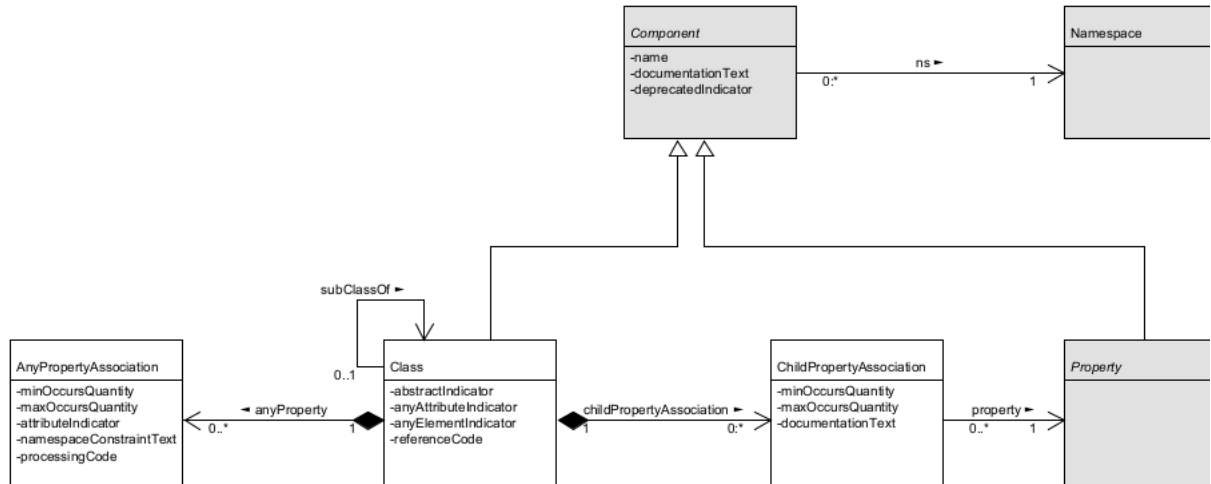 Component
-name
-documentationText
-deprecatedIndicator
ns ►
0:*
1
Namespace
subClassOf ►
0..1
AnyPropertyAssociation
-minOccursQuantity
-maxOccursQuantity
-attributeIndicator
-namespaceConstraintText
-processingCode
◄ anyProperty
0..*
1
Class
-abstractIndicator
-anyAttributeIndicator
-anyElementIndicator
-referenceCode
childPropertyAssociation ►
1
0:*
ChildPropertyAssociation
-minOccursQuantity
-maxOccursQuantity
-documentationText
property ►
0..*
1
Property